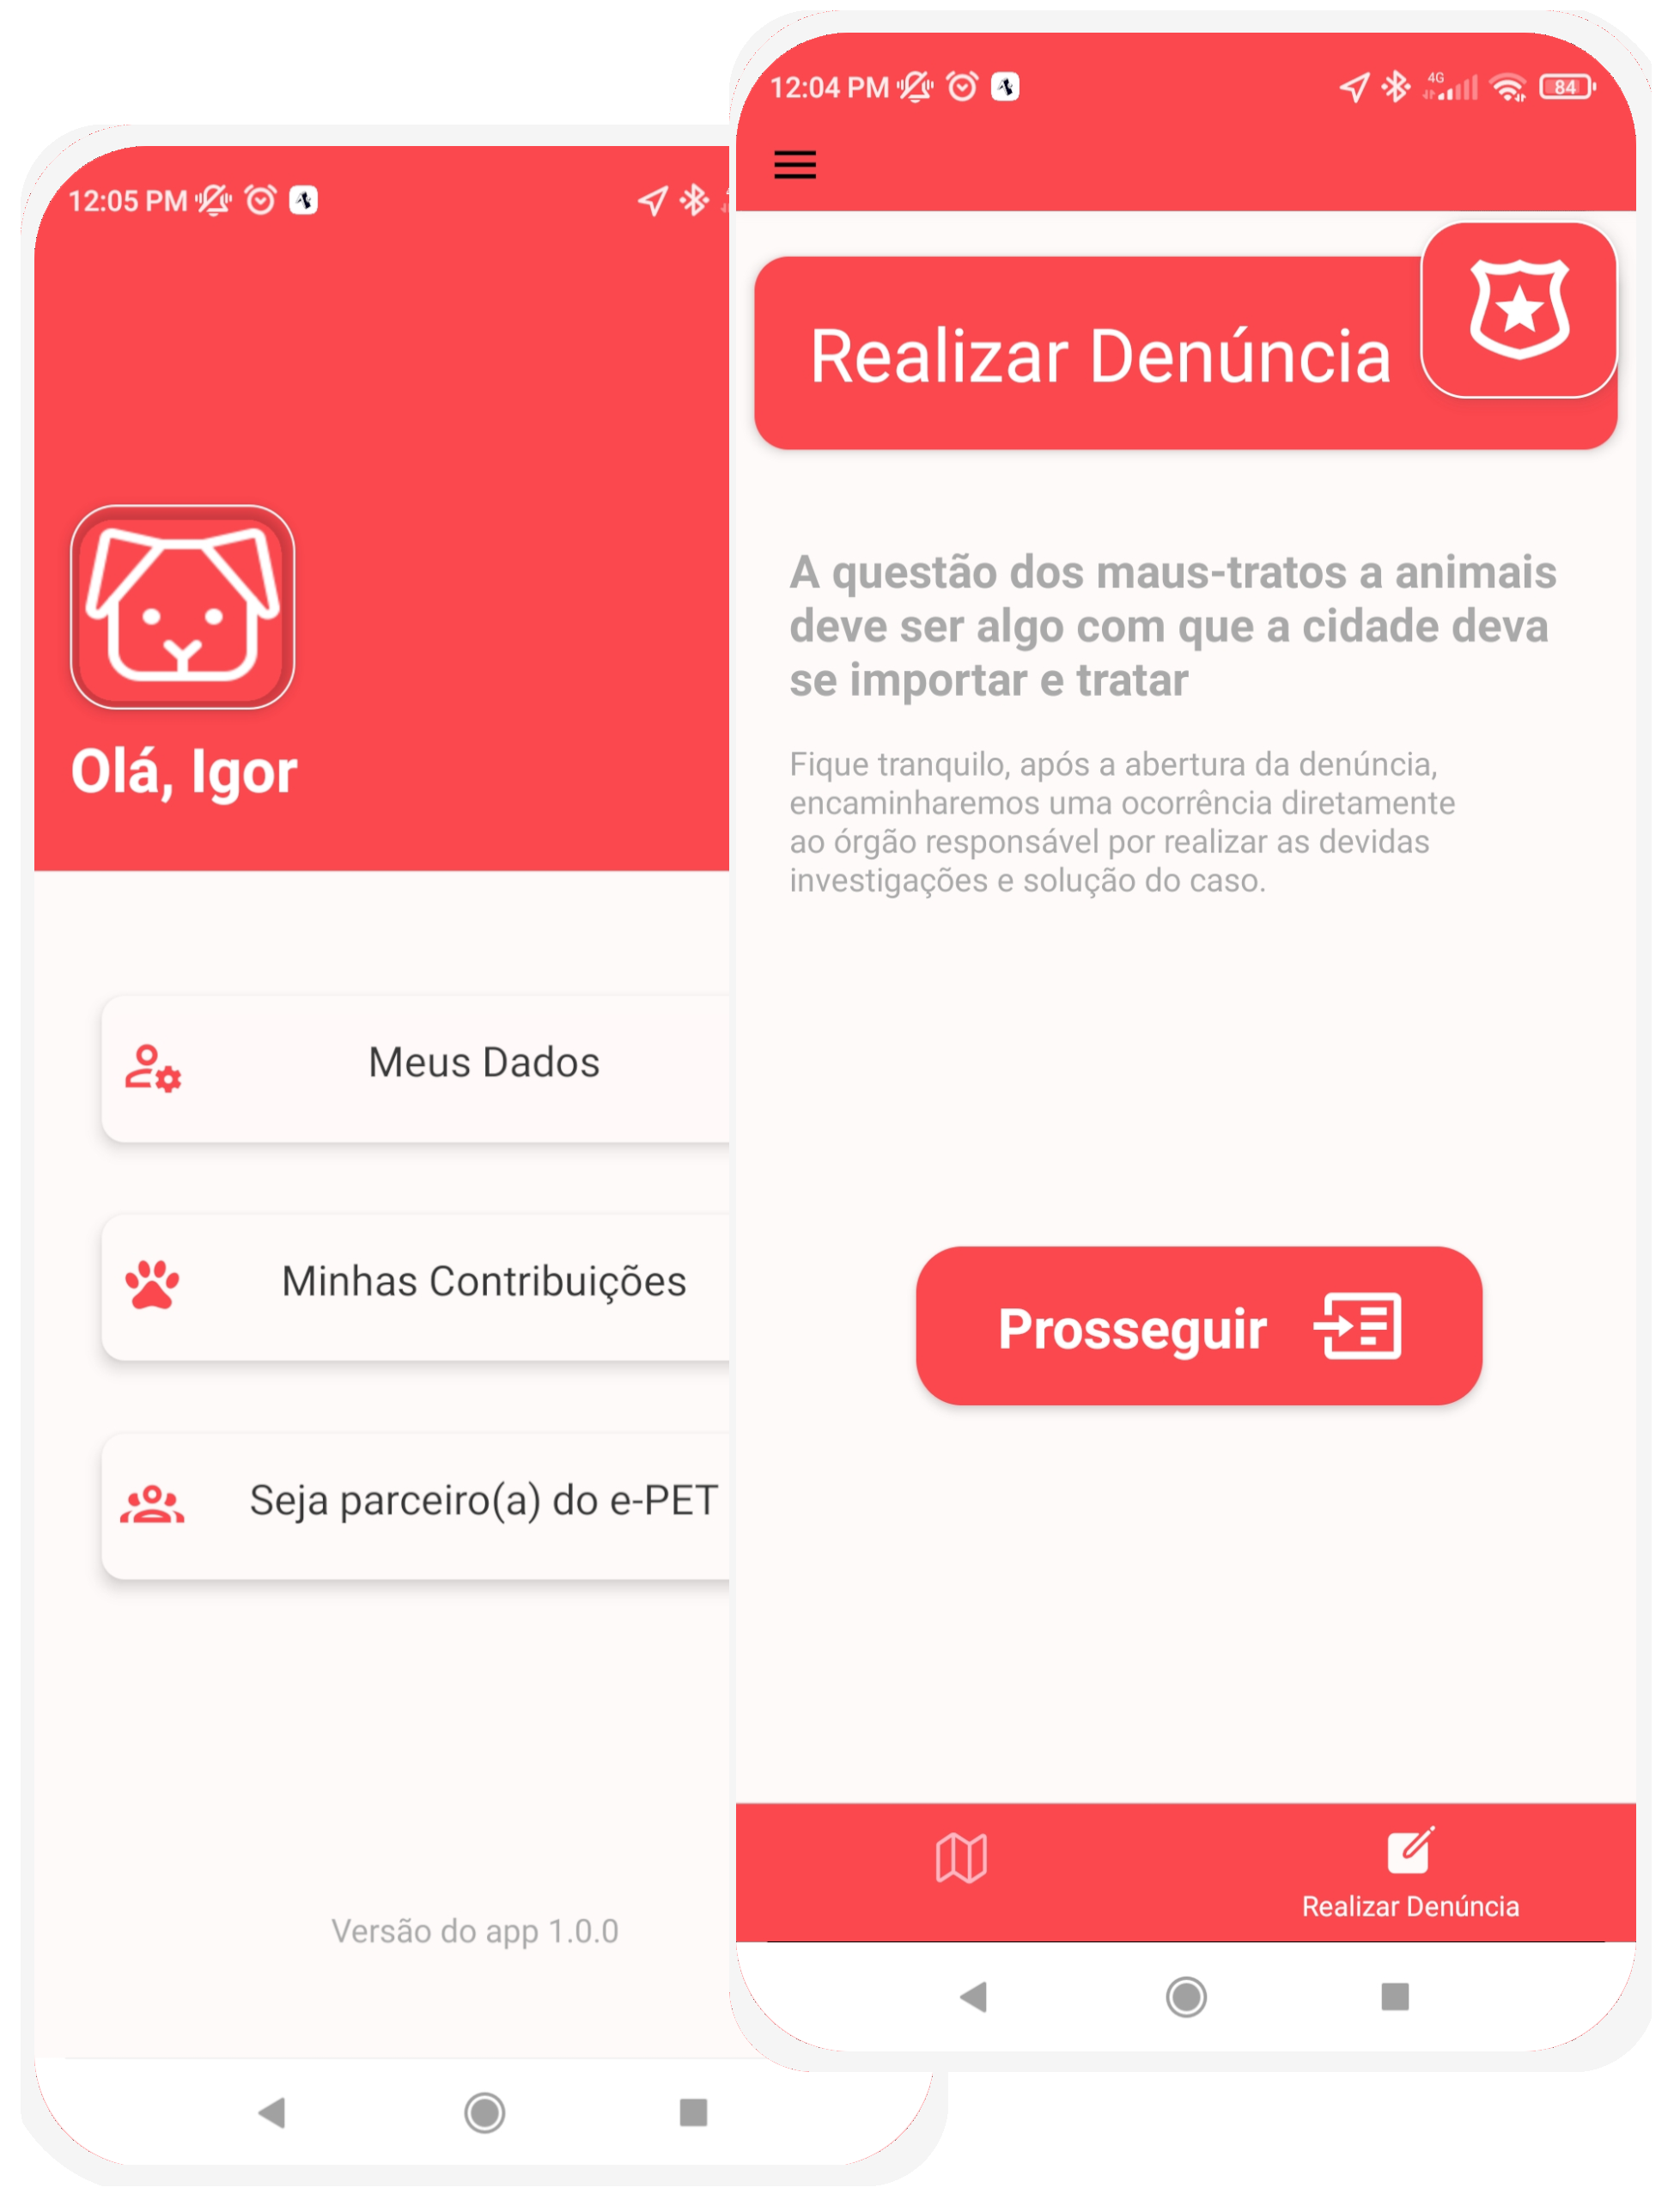 12:05 PM
Olá, Igor
Meus Dados
Minhas Contribuições
Seja parceiro(a) do e-PET
Versão do app 1.0.0
12:04 PM
4G
84
Realizar Denúncia
A questão dos maus-tratos a animais
deve ser algo com que a cidade deva
se importar e tratar
Fique tranquilo, após a abertura da denúncia,
encaminharemos uma ocorrência diretamente
ao órgão responsável por realizar as devidas
investigações e solução do caso.
Prosseguir
Realizar Denúncia